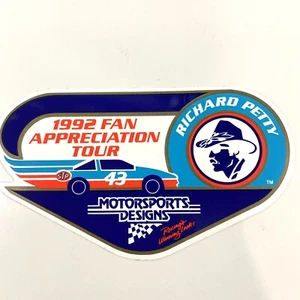 1992 FAN
APPRECIATION
TOUR
RICHARD PETTY
STP
43
TM
MOTORSPORTS
DESIGNS